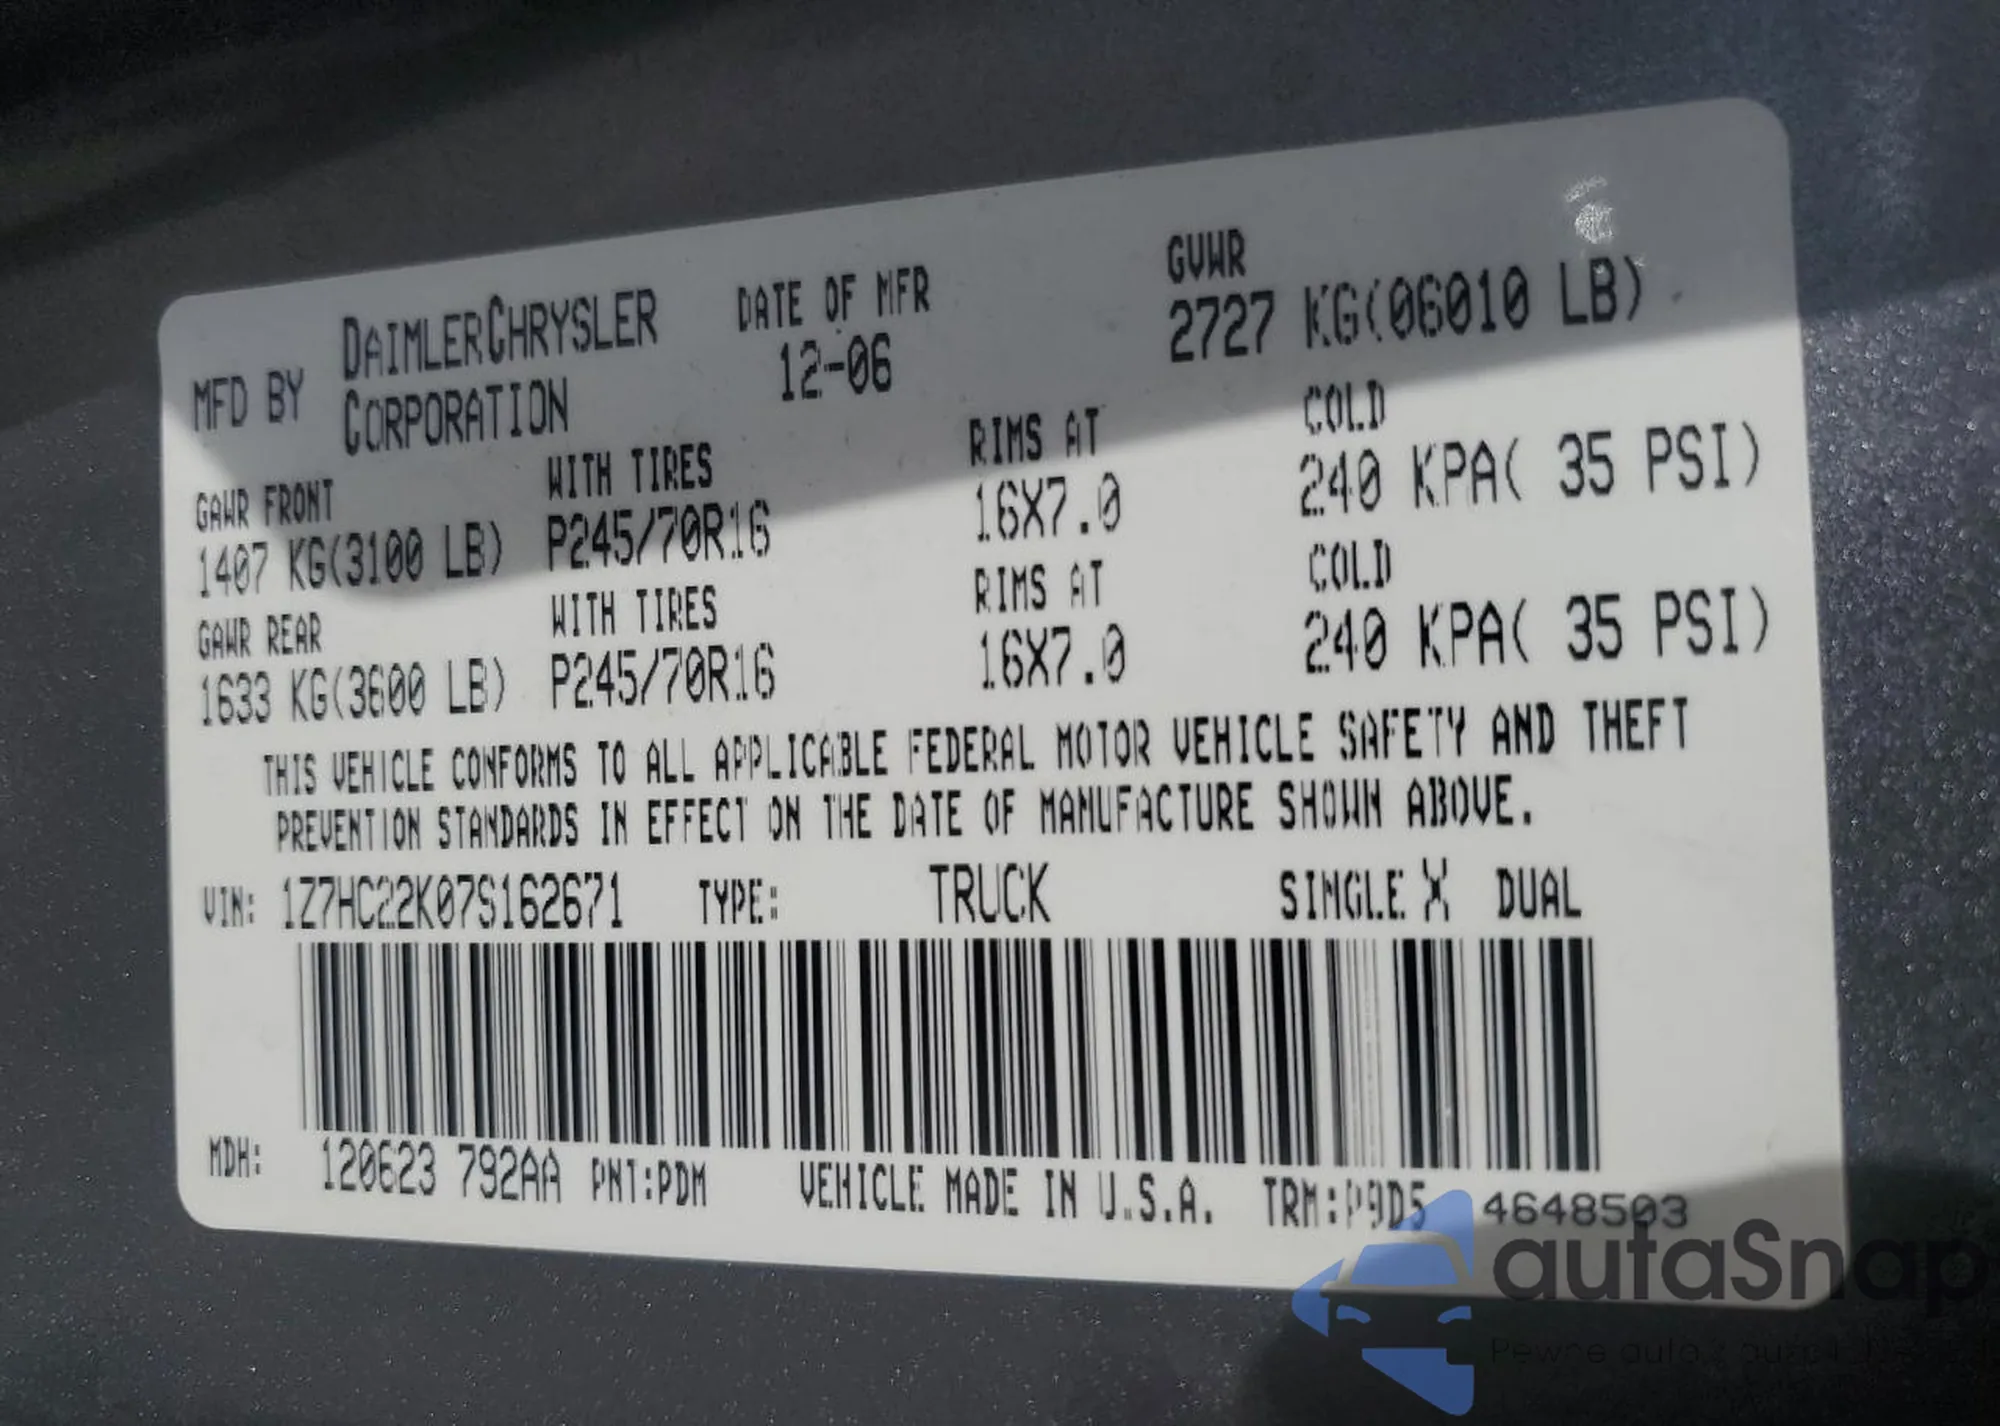 MFD BY DAIMLERCHRYSLER CORPORATION
DATE OF MFR
12-06
GVWR
2727 KG(06010 LB)
GAWR FRONT WITH TIRES RIMS AT COLD
1407 KG(3100 LB) P245/70R16 16X7.0 240 KPA( 35 PSI)
GAWR REAR WITH TIRES RIMS AT COLD
1633 KG(3600 LB) P245/70R16 16X7.0 240 KPA( 35 PSI)
THIS VEHICLE CONFORMS TO ALL APPLICABLE FEDERAL MOTOR VEHICLE SAFETY AND THEFT
PREVENTION STANDARDS IN EFFECT ON THE DATE OF MANUFACTURE SHOWN ABOVE.
VIN: 1Z7HC22K07S162671 TYPE: TRUCK SINGLE X DUAL
MDH: 120623 792AA PNT:PDM VEHICLE MADE IN U.S.A. TRM:P9D5 4648503
autaSnap
Pewne auto